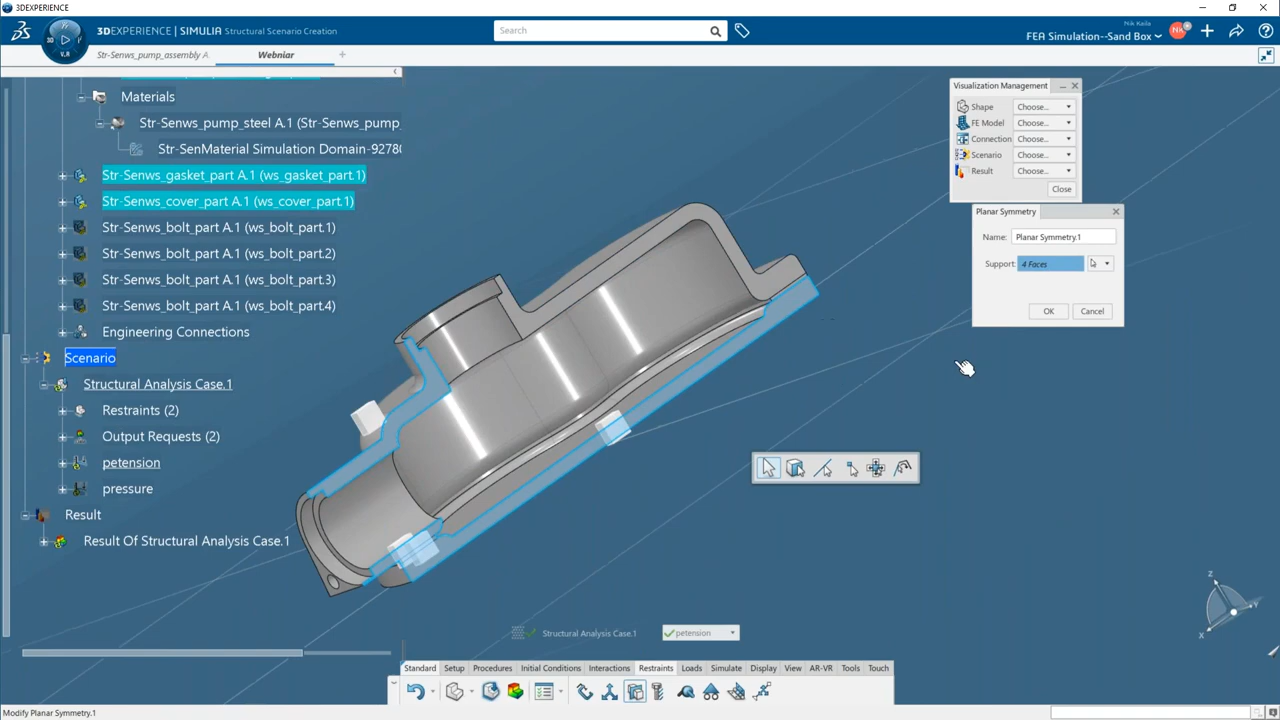 3DEXPERIENCE
3DEXPERIENCE | SIMULIA Structural Scenario Creation
Search
Nik Kaila
FEA Simulation--Sand Box
NK
V,R
Str-Senws_pump_assembly A
Webniar
Materials
Str-Senws_pump_steel A.1 (Str-Senws_pump_
Str-SenMaterial Simulation Domain-92780
Str-Senws_gasket_part A.1 (ws_gasket_part.1)
Str-Senws_cover_part A.1 (ws_cover_part.1)
Str-Senws_bolt_part A.1 (ws_bolt_part.1)
Str-Senws_bolt_part A.1 (ws_bolt_part.2)
Str-Senws_bolt_part A.1 (ws_bolt_part.3)
Str-Senws_bolt_part A.1 (ws_bolt_part.4)
Engineering Connections
Scenario
Structural Analysis Case.1
Restraints (2)
Output Requests (2)
petension
pressure
Result
Result Of Structural Analysis Case.1
Visualization Management
Shape Choose...
FE Model Choose...
Connection Choose...
Scenario Choose...
Result Choose...
Close
Planar Symmetry
Name: Planar Symmetry.1
Support: 4 Faces
OK Cancel
z
x
Structural Analysis Case.1 petension
Standard Setup Procedures Initial Conditions Interactions Restraints Loads Simulate Display View AR-VR Tools Touch
Modify Planar Symmetry.1